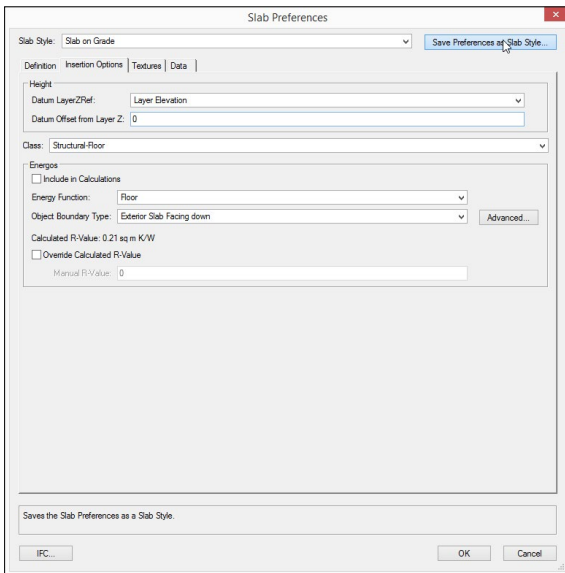 Slab Preferences
Slab Style: Slab on Grade Save Preferences as Slab Style...
Definition Insertion Options Textures Data
Height
Datum LayerZRef: Layer Elevation
Datum Offset from Layer Z: 0
Class: Structural-Floor
Energos
Include in Calculations
Energy Function: Floor
Object Boundary Type: Exterior Slab Facing down Advanced...
Calculated R-Value: 0.21 sq m K/W
Override Calculated R-Value
Manual R-Value: 0
Saves the Slab Preferences as a Slab Style.
IFC... OK Cancel